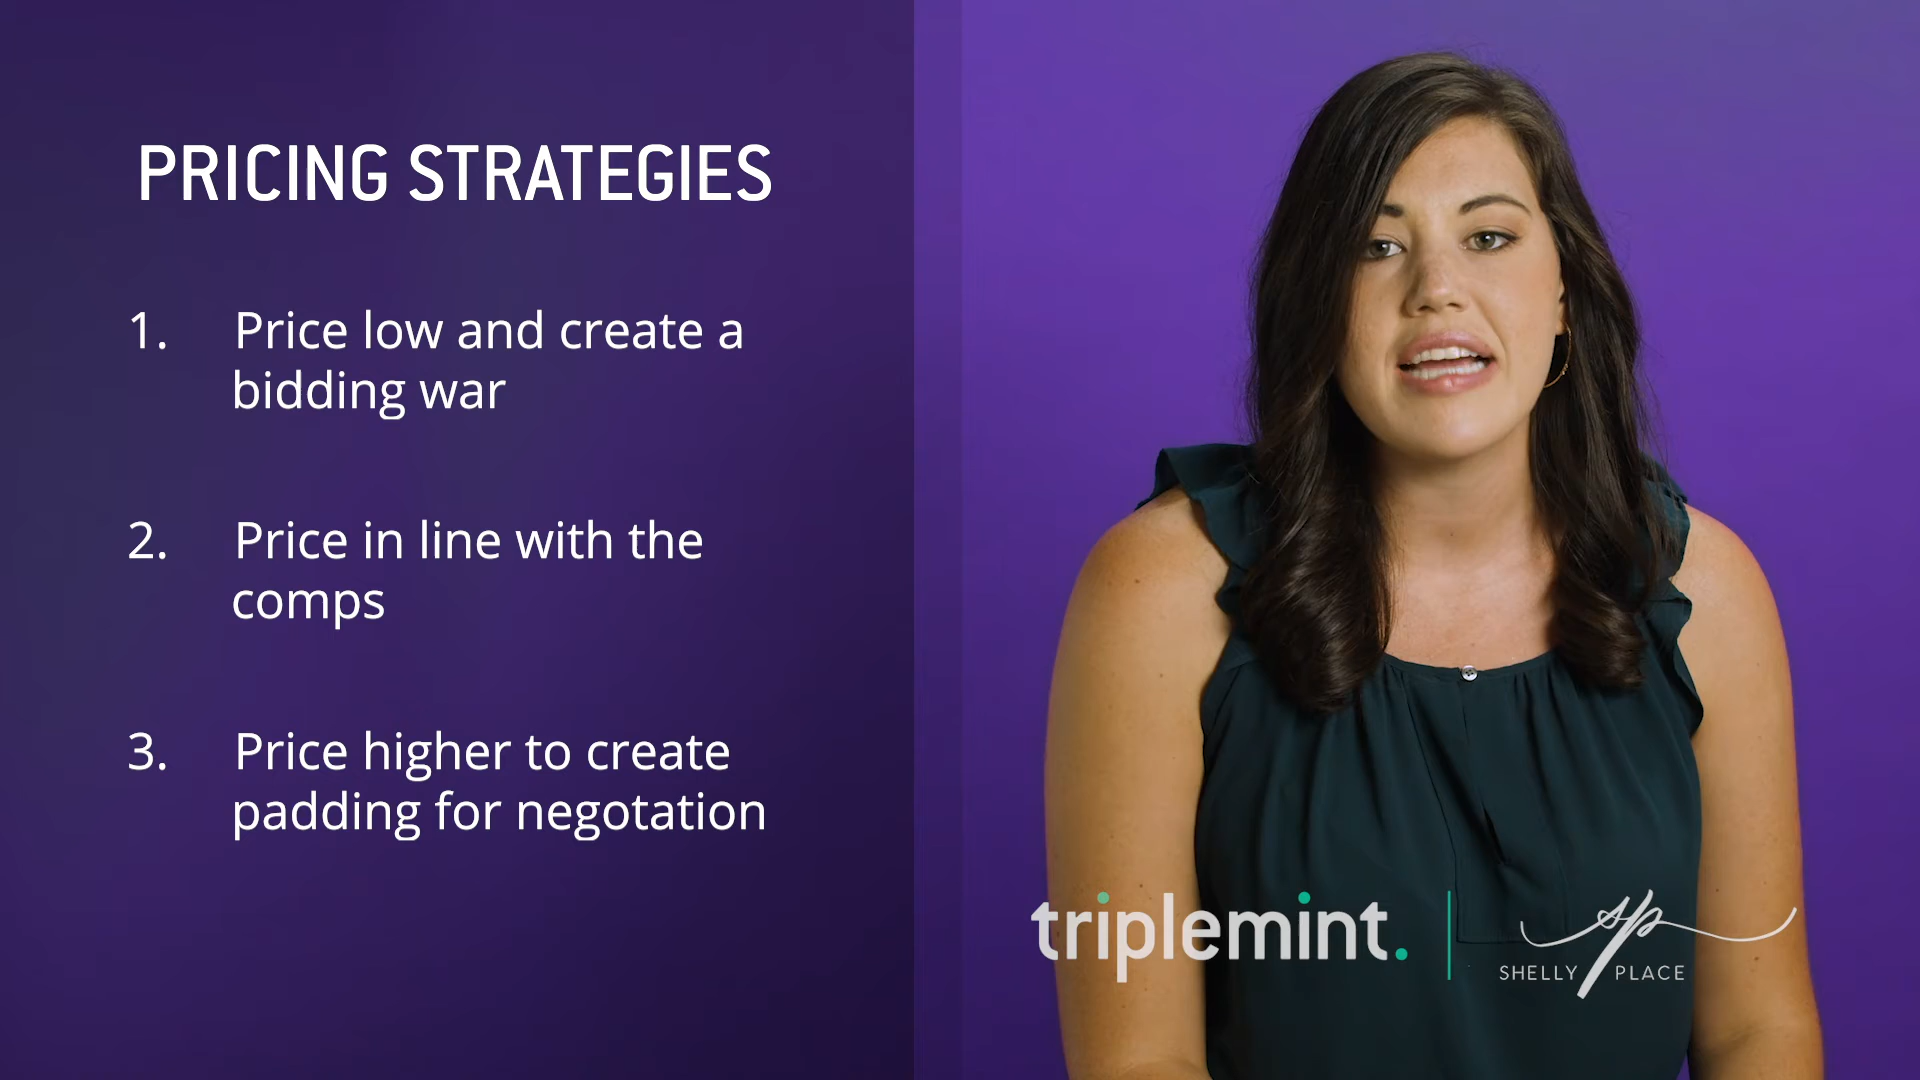 PRICING STRATEGIES
1. Price low and create a
bidding war
2. Price in line with the
comps
3. Price higher to create
padding for negotation
triplemint.
sp
SHELLY PLACE